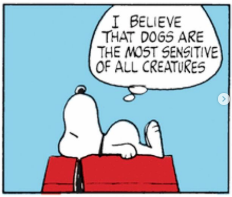 I BELIEVE
THAT DOGS ARE
THE MOST SENSITIVE
OF ALL CREATURES